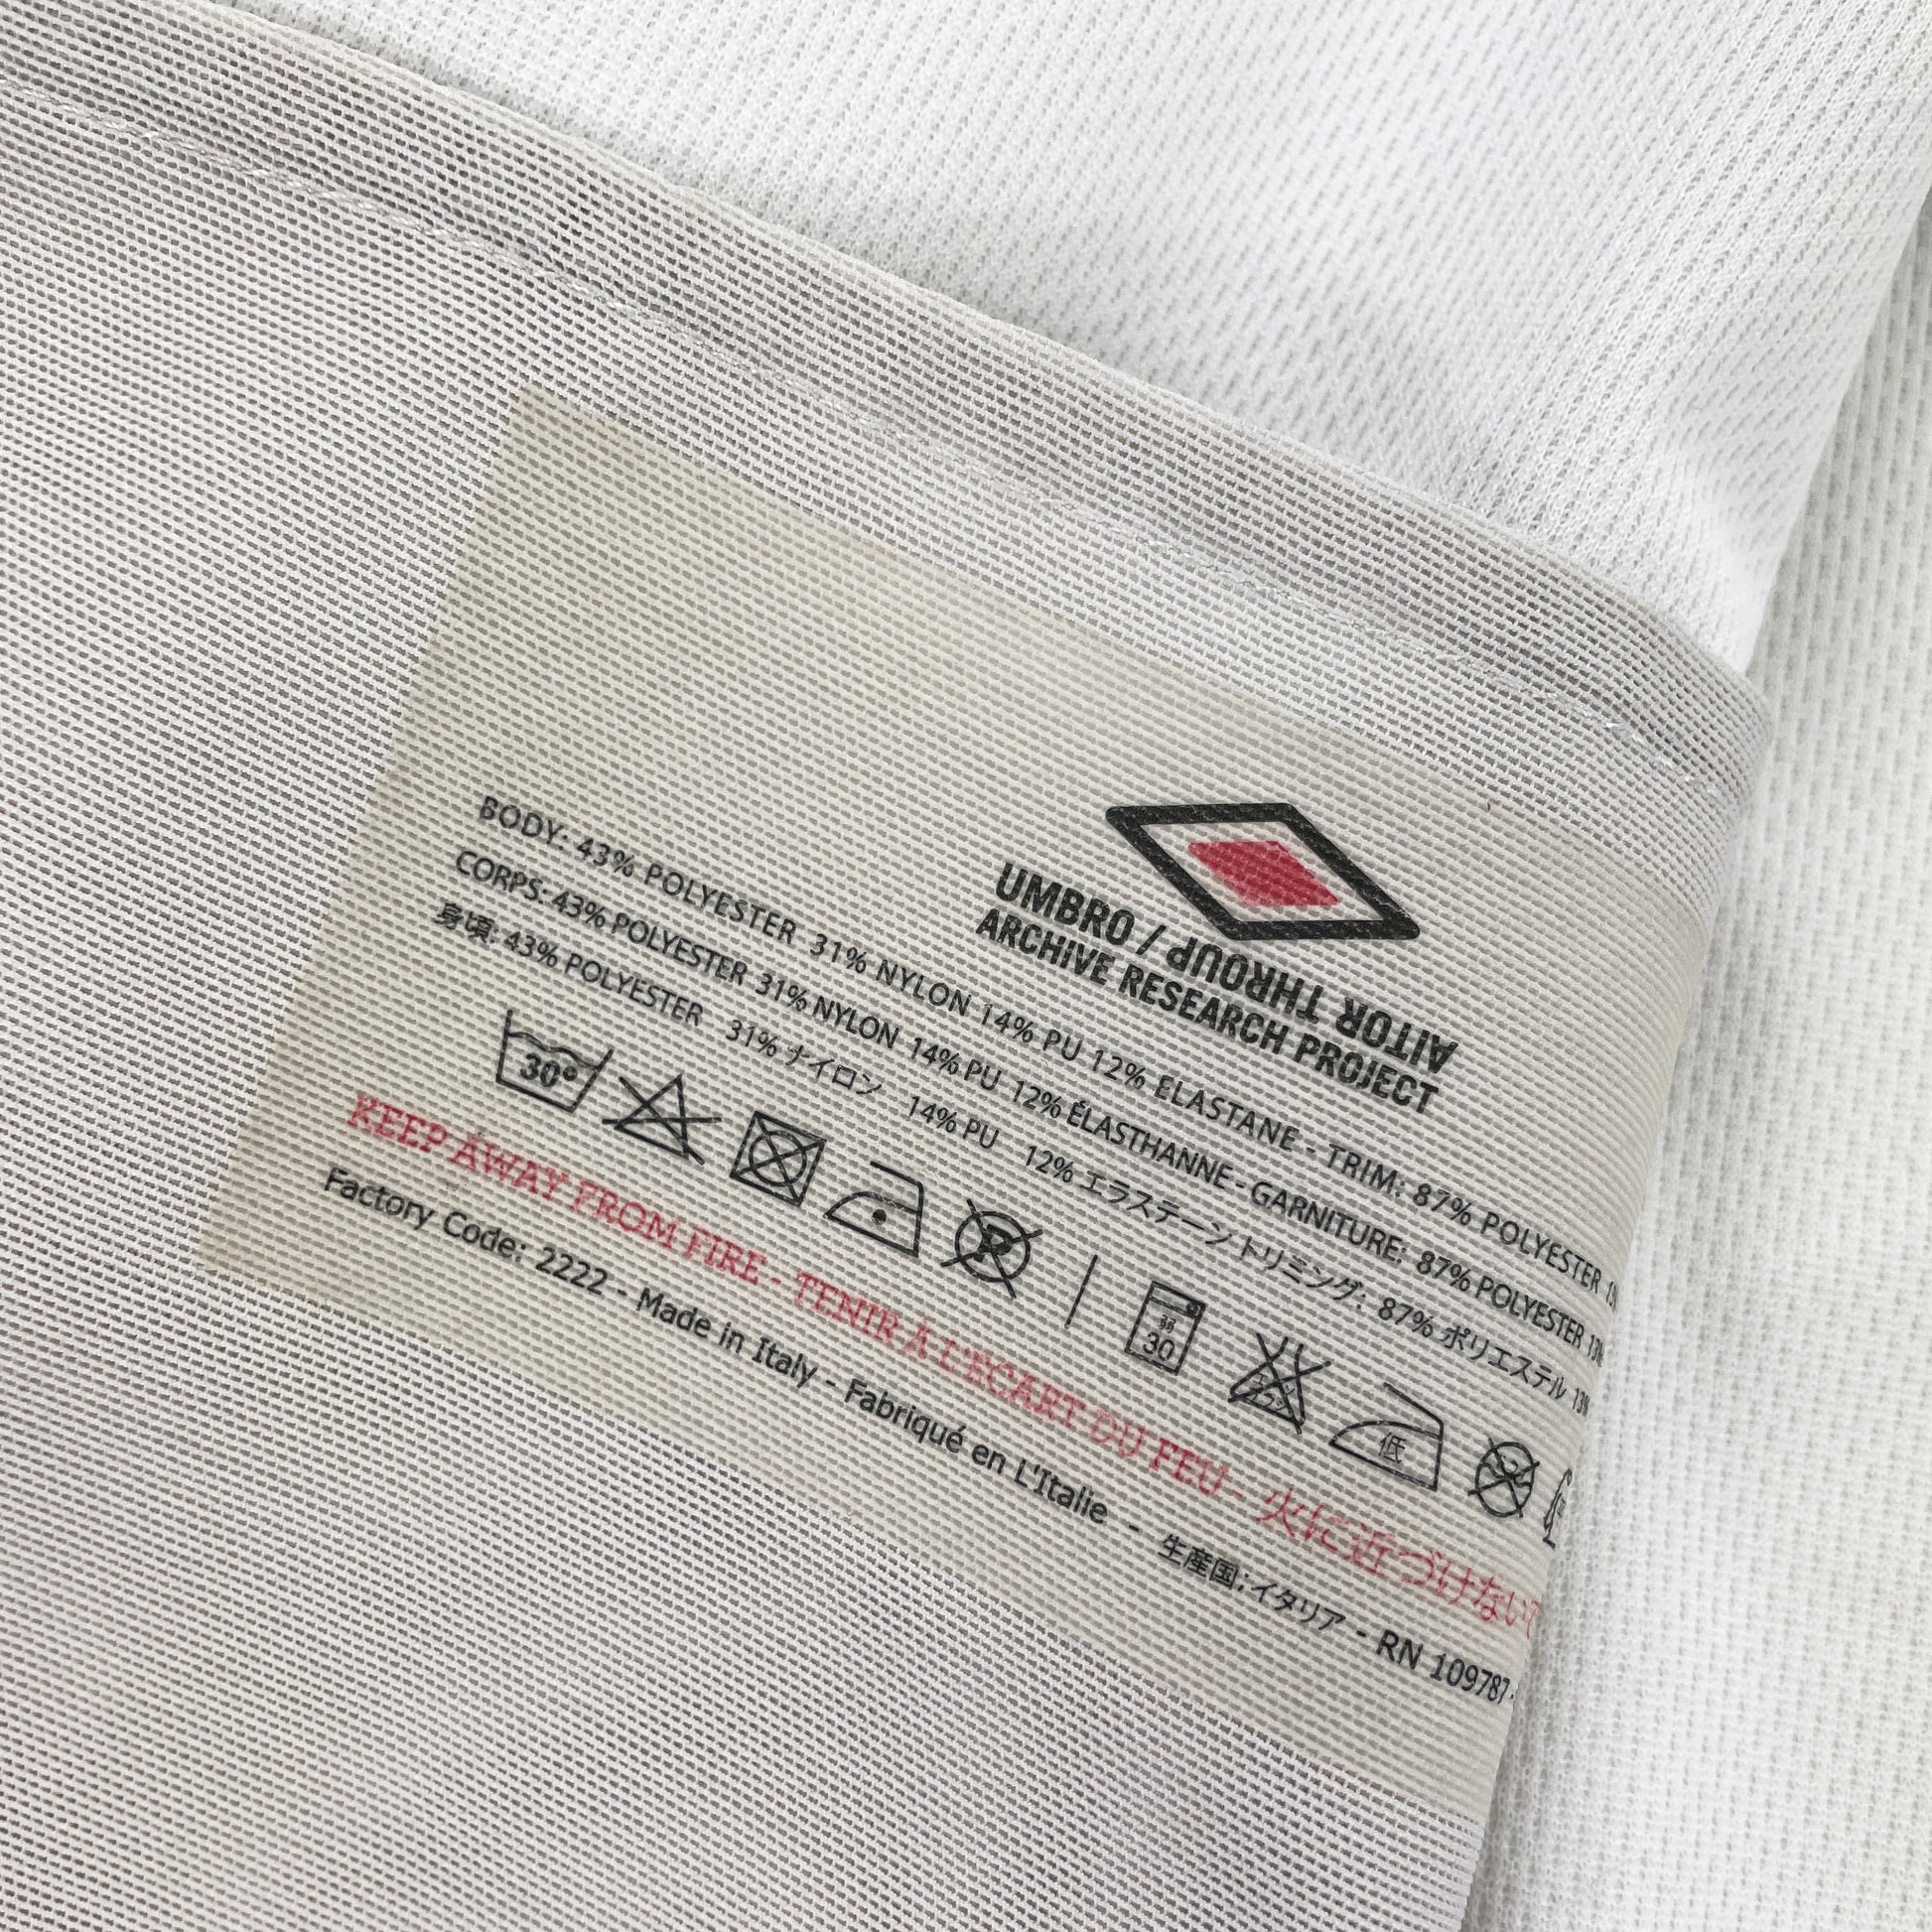 UMBRO / AITOR THROUP
ARCHIVE RESEARCH PROJECT
BODY: 43% POLYESTER 31% NYLON 14% PU 12% ELASTANE - TRIM: 87% POLYESTER
CORPS: 43% POLYESTER 31% NYLON 14% PU 12% ÉLASTHANNE - GARNITURE: 87% POLYESTER 13%
身頃: 43% POLYESTER 31% ナイロン 14% PU 12% エラステーン トリミング: 87% ポリエステル 13%
30° P 弱 30 低
KEEP AWAY FROM FIRE - TENIR À L'ECART DU FEU - 火に近づけない
Factory Code: 2222 - Made in Italy - Fabriqué en L'Italie - 生産国:イタリア - RN 109787 -